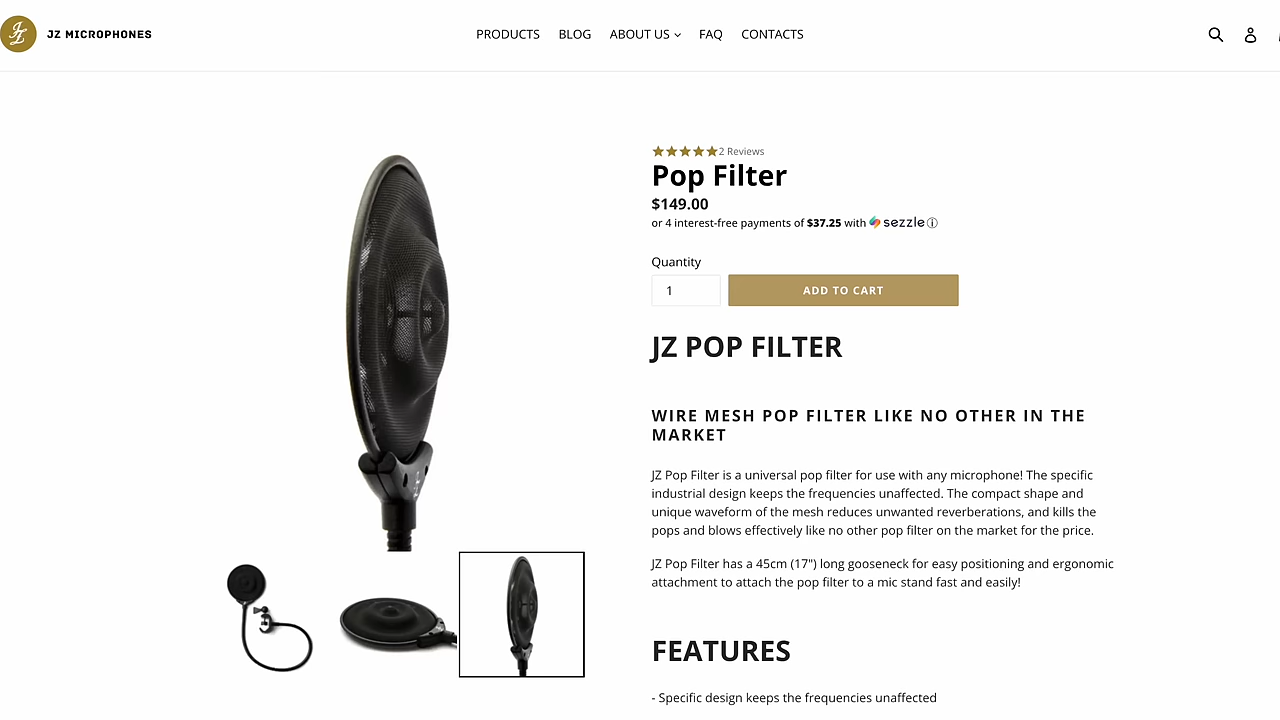 JZ MICROPHONES
PRODUCTS BLOG ABOUT US FAQ CONTACTS
2 Reviews
Pop Filter
$149.00
or 4 interest-free payments of $37.25 with sezzle
Quantity
1
ADD TO CART
JZ POP FILTER
WIRE MESH POP FILTER LIKE NO OTHER IN THE
MARKET
JZ Pop Filter is a universal pop filter for use with any microphone! The specific
industrial design keeps the frequencies unaffected. The compact shape and
unique waveform of the mesh reduces unwanted reverberations, and kills the
pops and blows effectively like no other pop filter on the market for the price.
JZ Pop Filter has a 45cm (17") long gooseneck for easy positioning and ergonomic
attachment to attach the pop filter to a mic stand fast and easily!
FEATURES
- Specific design keeps the frequencies unaffected